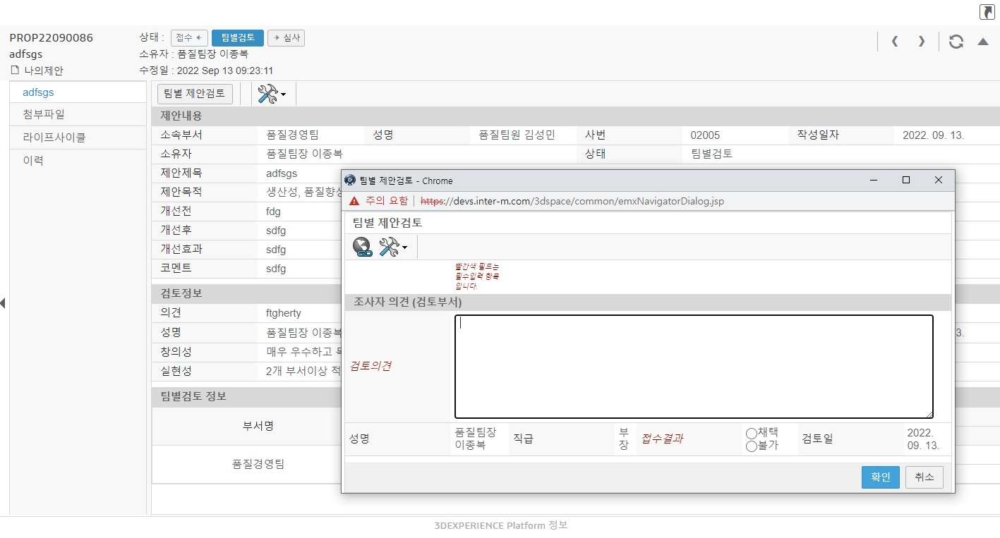 PROP22090086
adfsgs
나의제안
상태 : 접수 ← 팀별검토 → 심사
소유자 : 품질팀장 이종복
수정일 : 2022 Sep 13 09:23:11
adfsgs
첨부파일
라이프사이클
이력
팀별 제안검토
제안내용
소속부서 품질경영팀 성명 품질팀원 김성민 사번 02005 작성일자 2022. 09. 13.
소유자 품질팀장 이종복 상태 팀별검토
제안제목 adfsgs
제안목적 생산성, 품질향상
개선전 fdg
개선후 sdfg
개선효과 sdfg
코멘트 sdfg
검토정보
의견 ftgherty
성명 품질팀장 이종복 3.
창의성 매우 우수하고
실현성 2개 부서이상 적
팀별검토 정보
부서명
품질경영팀
팀별 제안검토 - Chrome
주의 요함 https://devs.inter-m.com/3dspace/common/emxNavigatorDialog.jsp
팀별 제안검토
빨간색 필드는
필수입력 항목
입니다.
조사자 의견 (검토부서)
검토의견
성명 품질팀장 이종복 직급 부장 접수결과 채택 불가 검토일 2022. 09. 13.
확인 취소
3DEXPERIENCE Platform 정보